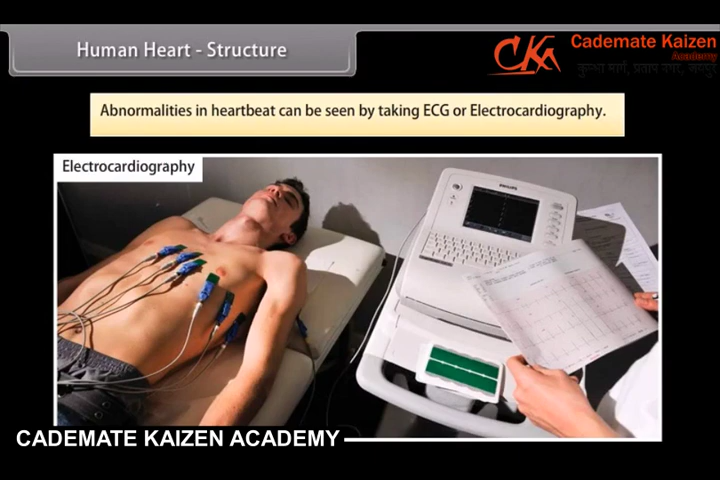 Human Heart - Structure
CKA
Cademate Kaizen
Academy
Abnormalities in heartbeat can be seen by taking ECG or Electrocardiography.
Electrocardiography
PHILIPS
CADEMATE KAIZEN ACADEMY